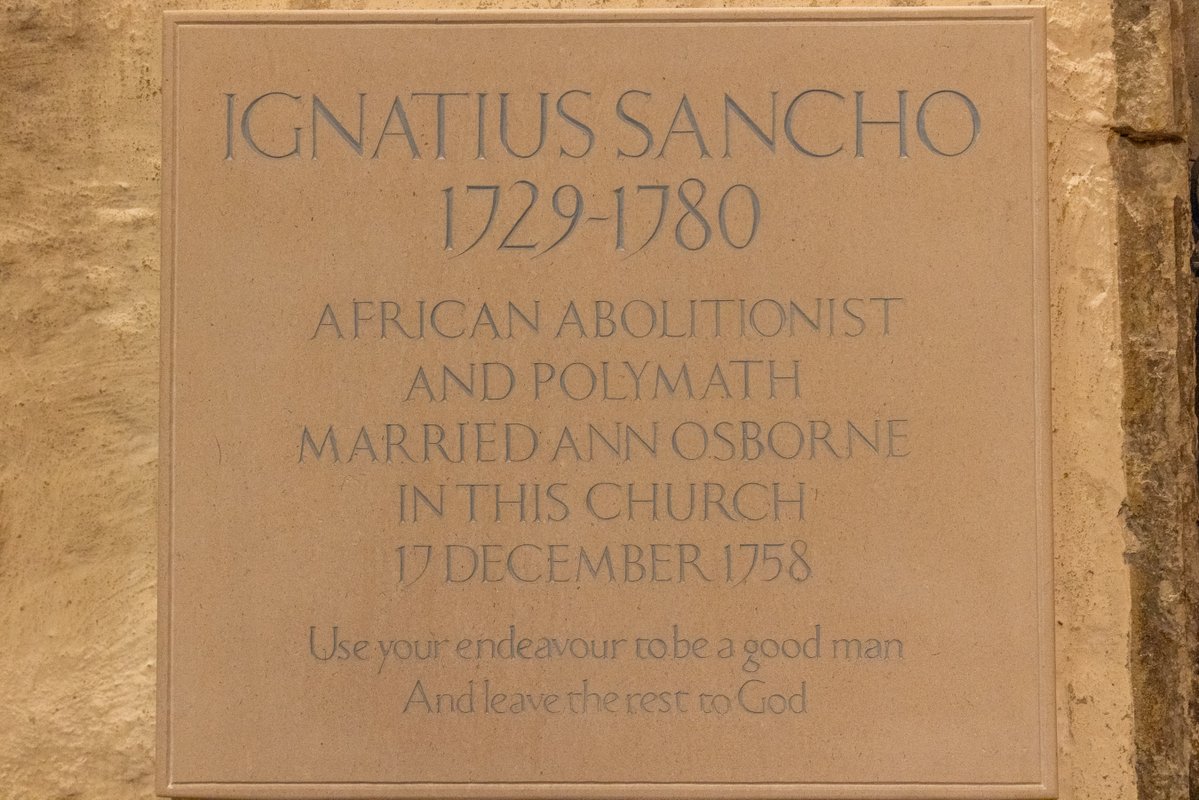 IGNATIUS SANCHO
1729-1780
AFRICAN ABOLITIONIST
AND POLYMATH
MARRIED ANN OSBORNE
IN THIS CHURCH
17 DECEMBER 1758
Use your endeavour to be a good man
And leave the rest to God